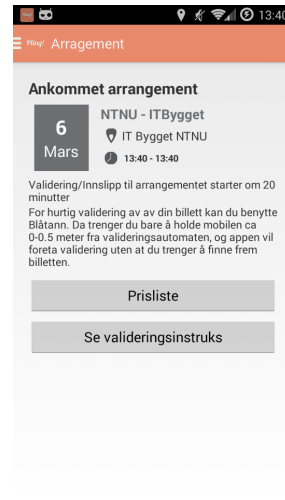 13:40
Arragement
Ankommet arrangement
6
Mars
NTNU - ITBygget
IT Bygget NTNU
13:40 - 13:40
Validering/Innslipp til arrangementet starter om 20
minutter
For hurtig validering av av din billett kan du benytte
Blåtann. Da trenger du bare å holde mobilen ca
0-0.5 meter fra valideringsautomaten, og appen vil
foreta validering uten at du trenger å finne frem
billetten.
Prisliste
Se valideringsinstruks